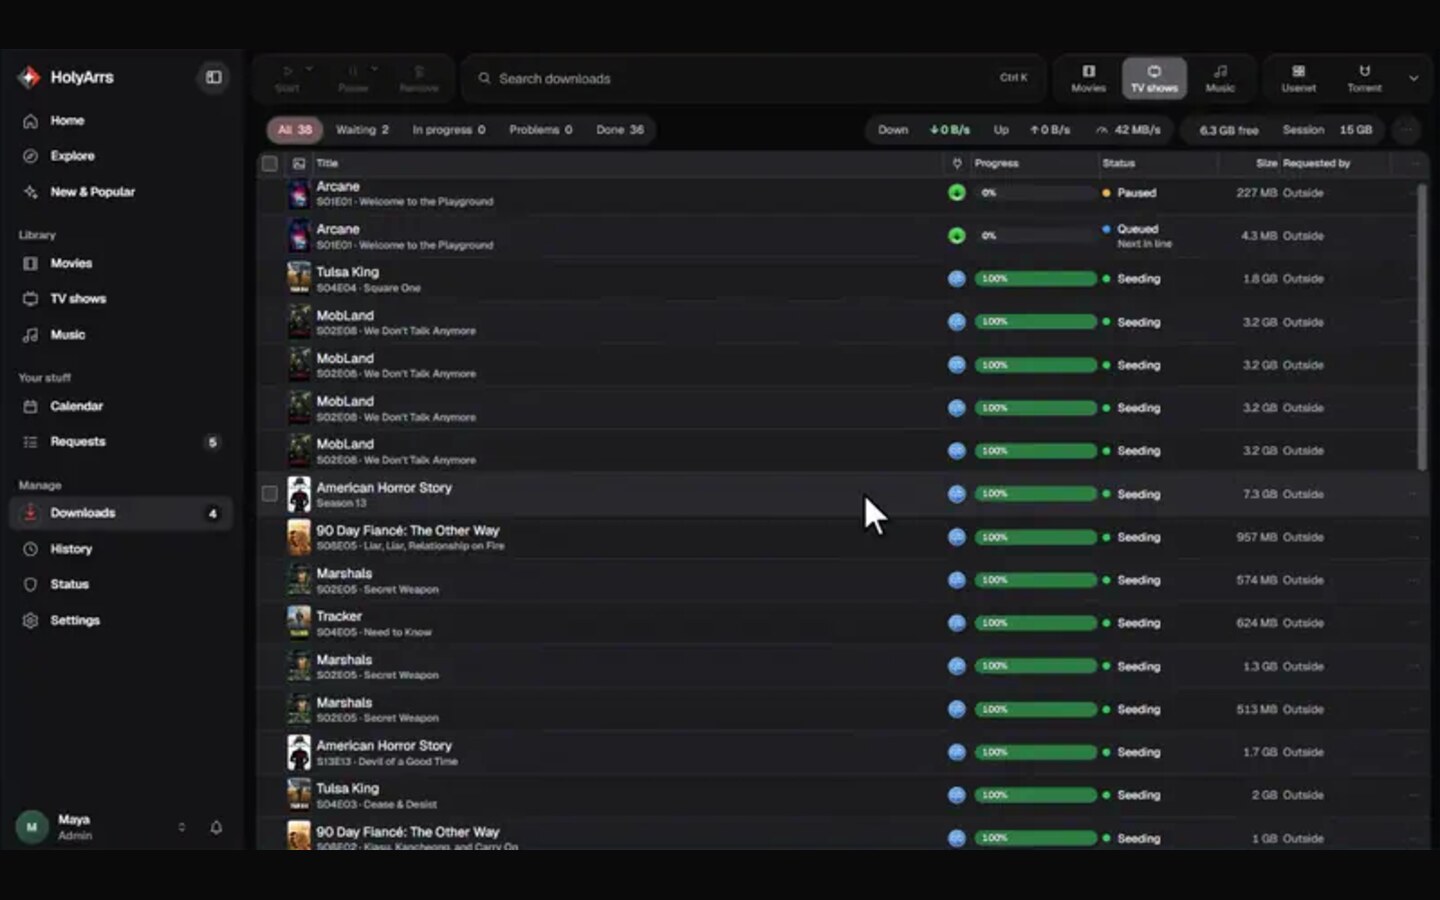 HolyArrs
Home
Explore
New & Popular
Library
Movies
TV shows
Music
Your stuff
Calendar
Requests 5
Manage
Downloads 4
History
Status
Settings
M
Maya
Admin
Start
Pause
Remove
Search downloads Ctrl K
Movies
TV shows
Music
Usenet
Torrent
All 38 Waiting 2 In progress 0 Problems 0 Done 36
Down ↓0 B/s Up ↑0 B/s 42 MB/s 6.3 GB free Session 15 GB
Title Progress Status Size Requested by
Arcane
S01E01 · Welcome to the Playground
0% Paused 227 MB Outside
Arcane
S01E01 · Welcome to the Playground
0% Queued
Next in line
4.3 MB Outside
Tulsa King
S04E04 · Square One
100% Seeding 1.8 GB Outside
MobLand
S02E08 · We Don't Talk Anymore
100% Seeding 3.2 GB Outside
MobLand
S02E08 · We Don't Talk Anymore
100% Seeding 3.2 GB Outside
MobLand
S02E08 · We Don't Talk Anymore
100% Seeding 3.2 GB Outside
MobLand
S02E08 · We Don't Talk Anymore
100% Seeding 3.2 GB Outside
American Horror Story
Season 13
100% Seeding 7.3 GB Outside
90 Day Fiancé: The Other Way
S08E05 · Liar, Liar, Relationship on Fire
100% Seeding 957 MB Outside
Marshals
S02E05 · Secret Weapon
100% Seeding 574 MB Outside
Tracker
S04E05 · Need to Know
100% Seeding 624 MB Outside
Marshals
S02E05 · Secret Weapon
100% Seeding 1.3 GB Outside
Marshals
S02E05 · Secret Weapon
100% Seeding 513 MB Outside
American Horror Story
S13E13 · Devil of a Good Time
100% Seeding 1.7 GB Outside
Tulsa King
S04E03 · Cease & Desist
100% Seeding 2 GB Outside
90 Day Fiancé: The Other Way
S08E02 · Kiasu, Kancheong, and Carry On
100% Seeding 1 GB Outside